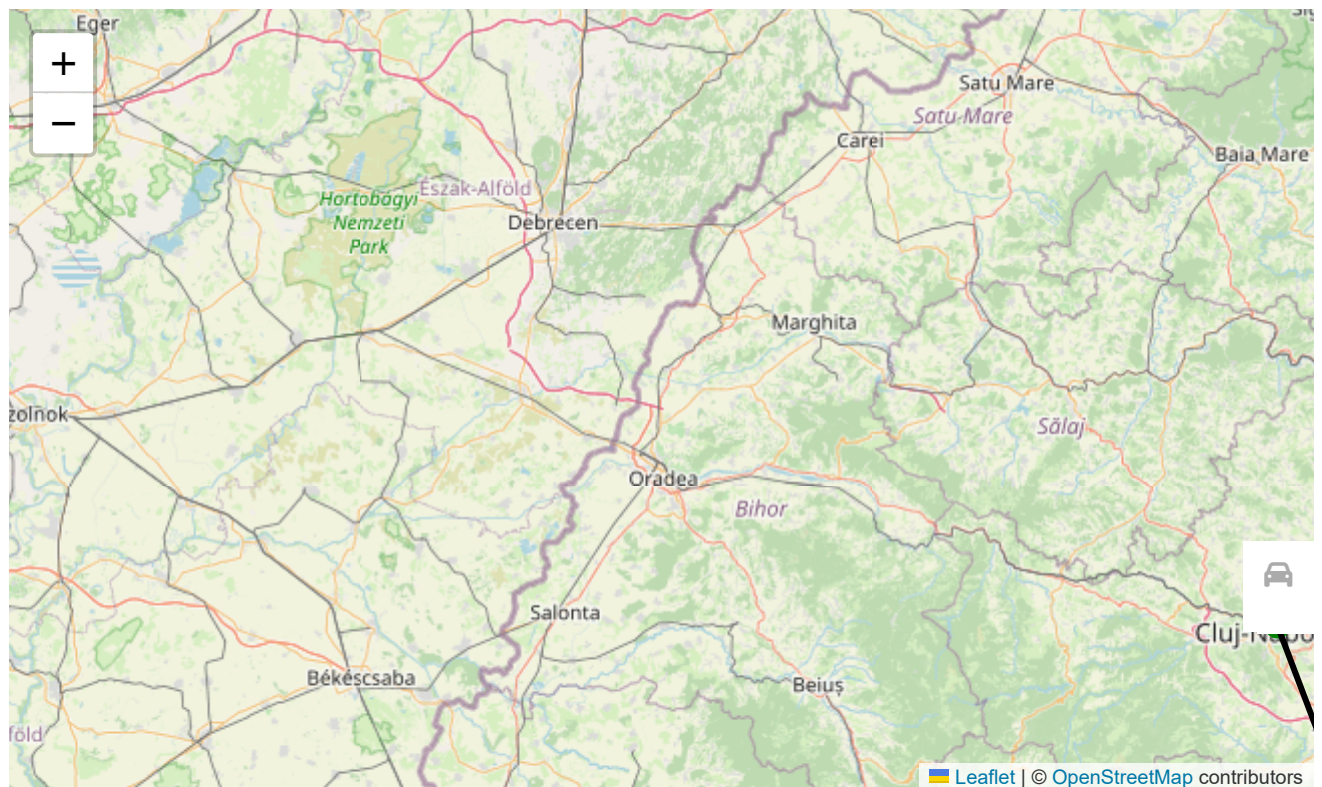 Eger
+
−
Satu Mare
Satu Mare
Carei
Baia Mare
Észak-Alföld
Hortobágyi
Nemzeti
Park
Debrecen
Marghita
zolnok
Sălaj
Oradea
Bihor
Salonta
Cluj-N
Békéscsaba
Beiuș
föld
Leaflet | © OpenStreetMap contributors